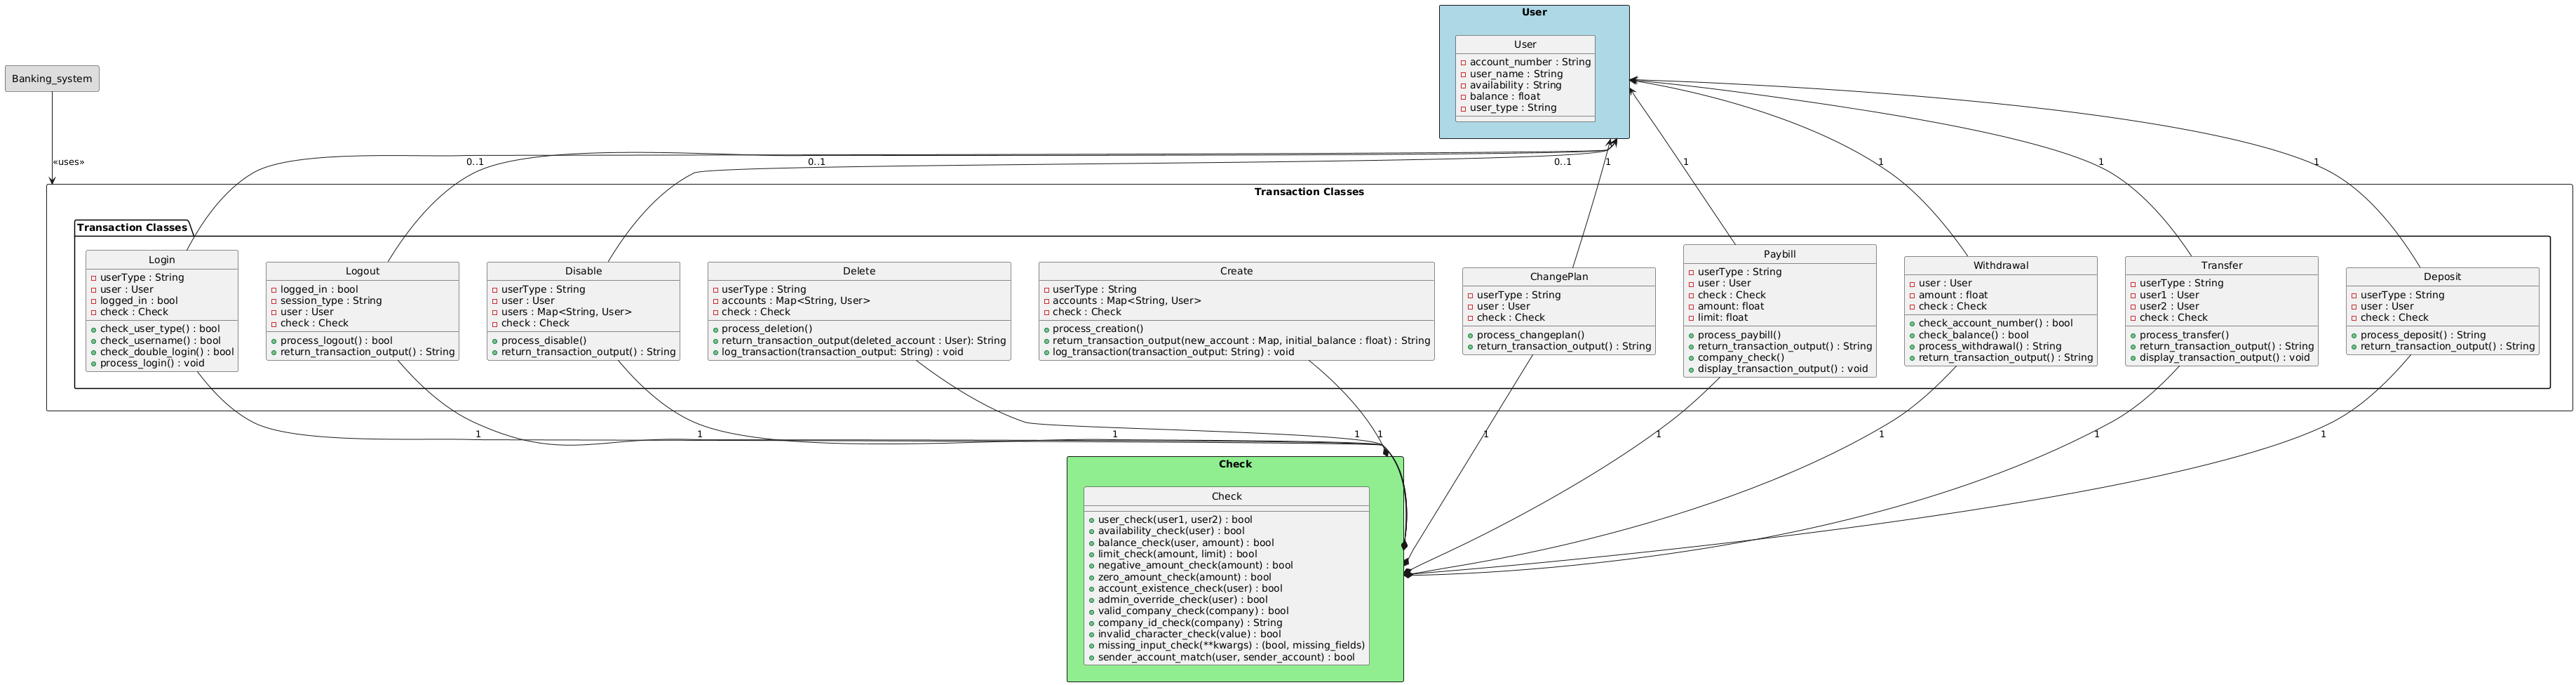 User
User
account_number : String
user_name : String
availability : String
balance : float
user_type : String
Banking_system
«uses»
0..1
0..1
0..1
1
1
1
1
1
Transaction Classes
Transaction Classes
Login
userType : String
user : User
logged_in : bool
check : Check
check_user_type() : bool
check_username() : bool
check_double_login() : bool
process_login() : void
Logout
logged_in : bool
session_type : String
user : User
check : Check
process_logout() : bool
return_transaction_output() : String
Disable
userType : String
user : User
users : Map<String, User>
check : Check
process_disable()
return_transaction_output() : String
Delete
userType : String
accounts : Map<String, User>
check : Check
process_deletion()
return_transaction_output(deleted_account : User): String
log_transaction(transaction_output: String) : void
Create
userType : String
accounts : Map<String, User>
check : Check
process_creation()
return_transaction_output(new_account : Map, initial_balance : float) : String
log_transaction(transaction_output: String) : void
ChangePlan
userType : String
user : User
check : Check
process_changeplan()
return_transaction_output() : String
Paybill
userType : String
user : User
check : Check
amount: float
limit: float
process_paybill()
return_transaction_output() : String
company_check()
display_transaction_output() : void
Withdrawal
user : User
amount : float
check : Check
check_account_number() : bool
check_balance() : bool
process_withdrawal() : String
return_transaction_output() : String
Transfer
userType : String
user1 : User
user2 : User
check : Check
process_transfer()
return_transaction_output() : String
display_transaction_output() : void
Deposit
userType : String
user : User
check : Check
process_deposit() : String
return_transaction_output() : String
1
1
1
1
1
1
1
1
1
1
Check
Check
user_check(user1, user2) : bool
availability_check(user) : bool
balance_check(user, amount) : bool
limit_check(amount, limit) : bool
negative_amount_check(amount) : bool
zero_amount_check(amount) : bool
account_existence_check(user) : bool
admin_override_check(user) : bool
valid_company_check(company) : bool
company_id_check(company) : String
invalid_character_check(value) : bool
missing_input_check(**kwargs) : (bool, missing_fields)
sender_account_match(user, sender_account) : bool